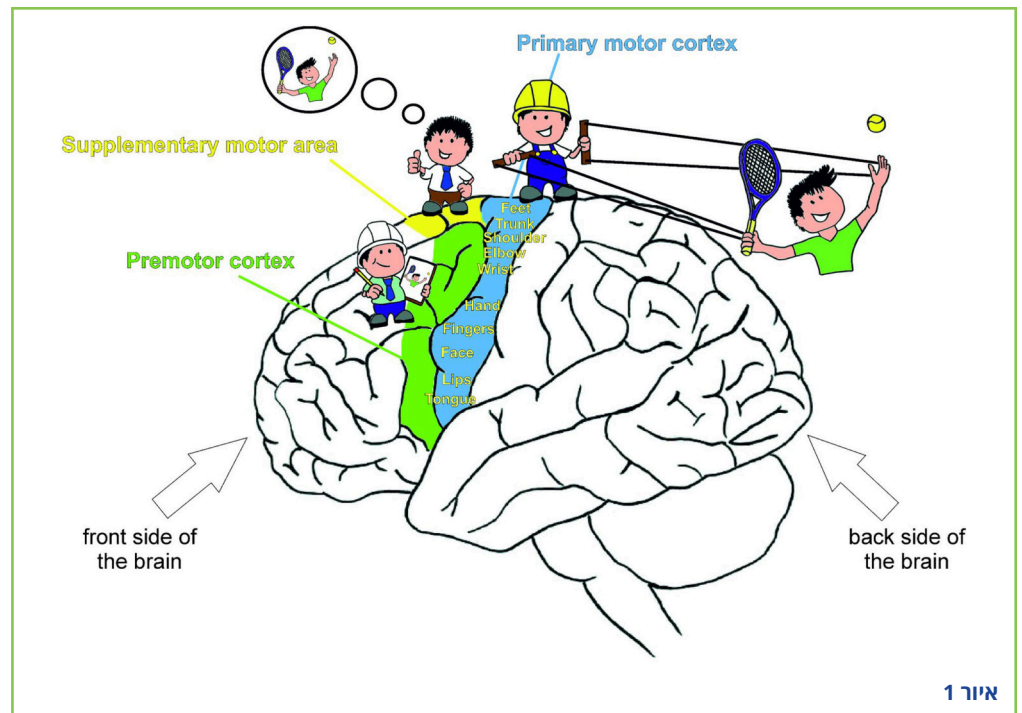 Primary motor cortex
Supplementary motor area
Premotor cortex
Feet
Trunk
Shoulder
Elbow
Wrist
Hand
Fingers
Face
Lips
Tongue
front side of
the brain
back side of
the brain
איור 1